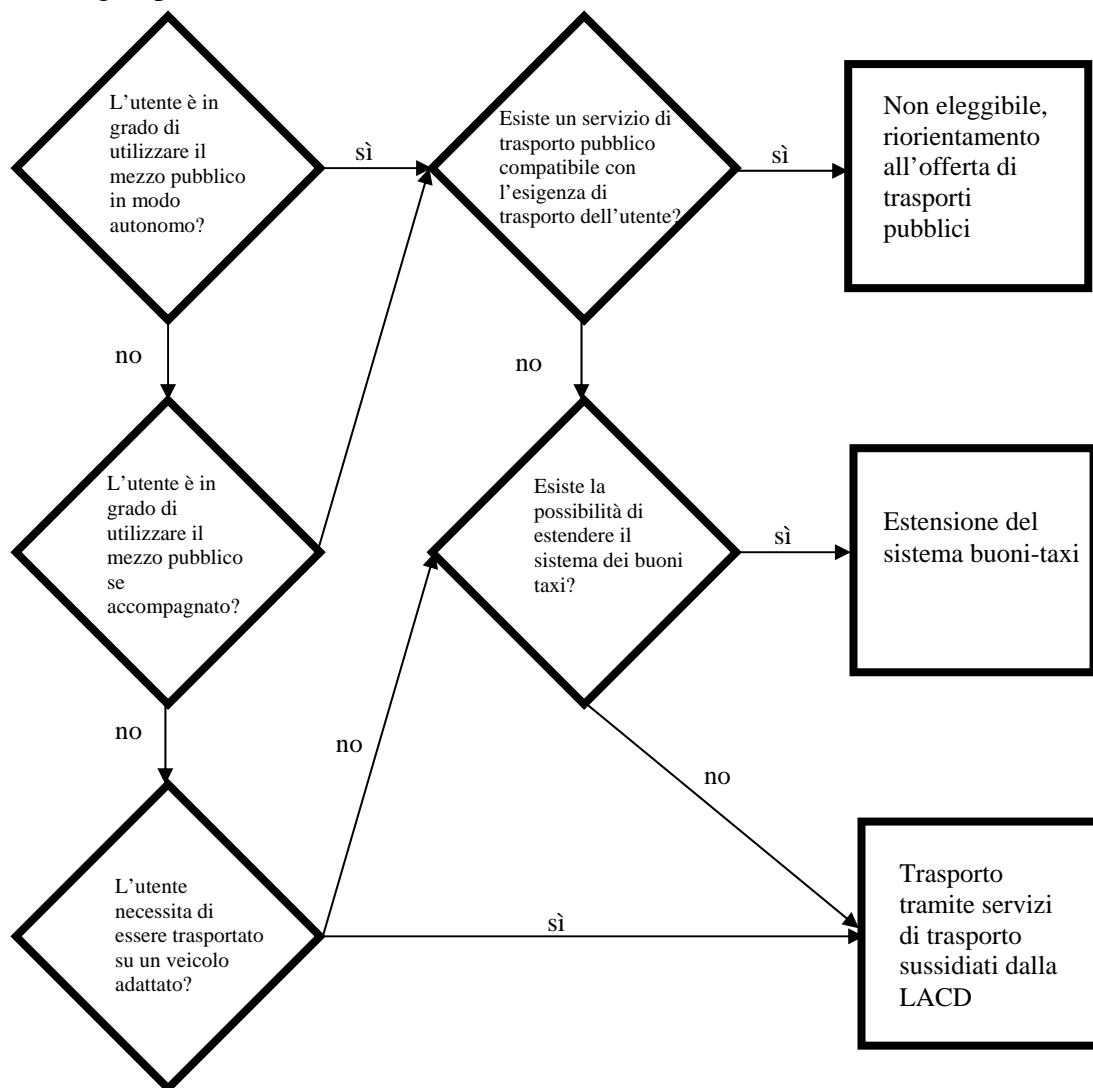 L'utente è in
grado di
utilizzare il
mezzo pubblico
in modo
autonomo?
sì
Esiste un servizio di
trasporto pubblico
compatibile con
l'esigenza di
trasporto dell'utente?
sì
Non eleggibile,
riorientamento
all'offerta di
trasporti
pubblici
no
no
L'utente è in
grado di
utilizzare il
mezzo pubblico
se
accompagnato?
Esiste la
possibilità di
estendere il
sistema dei buoni
taxi?
sì
Estensione del
sistema buoni-taxi
no
no
no
L'utente
necessita di
essere trasportato
su un veicolo
adattato?
sì
Trasporto
tramite servizi
di trasporto
sussidiati dalla
LACD